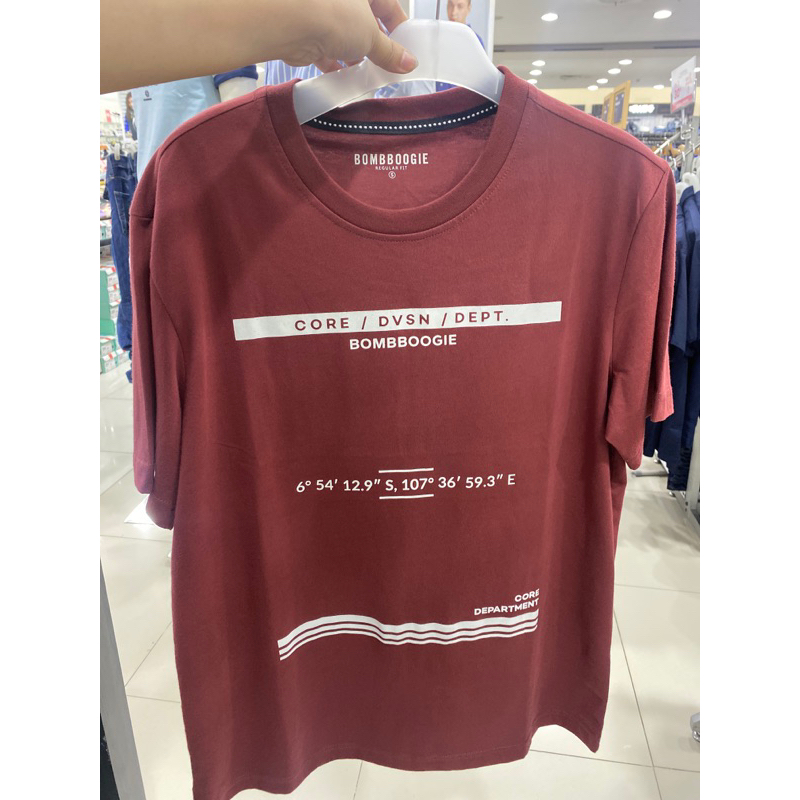 BOMBBOOGIE
REGULAR FIT
S
CORE / DVSN / DEPT.
BOMBBOOGIE
6° 54' 12.9" S, 107° 36' 59.3" E
CORE
DEPARTMENT